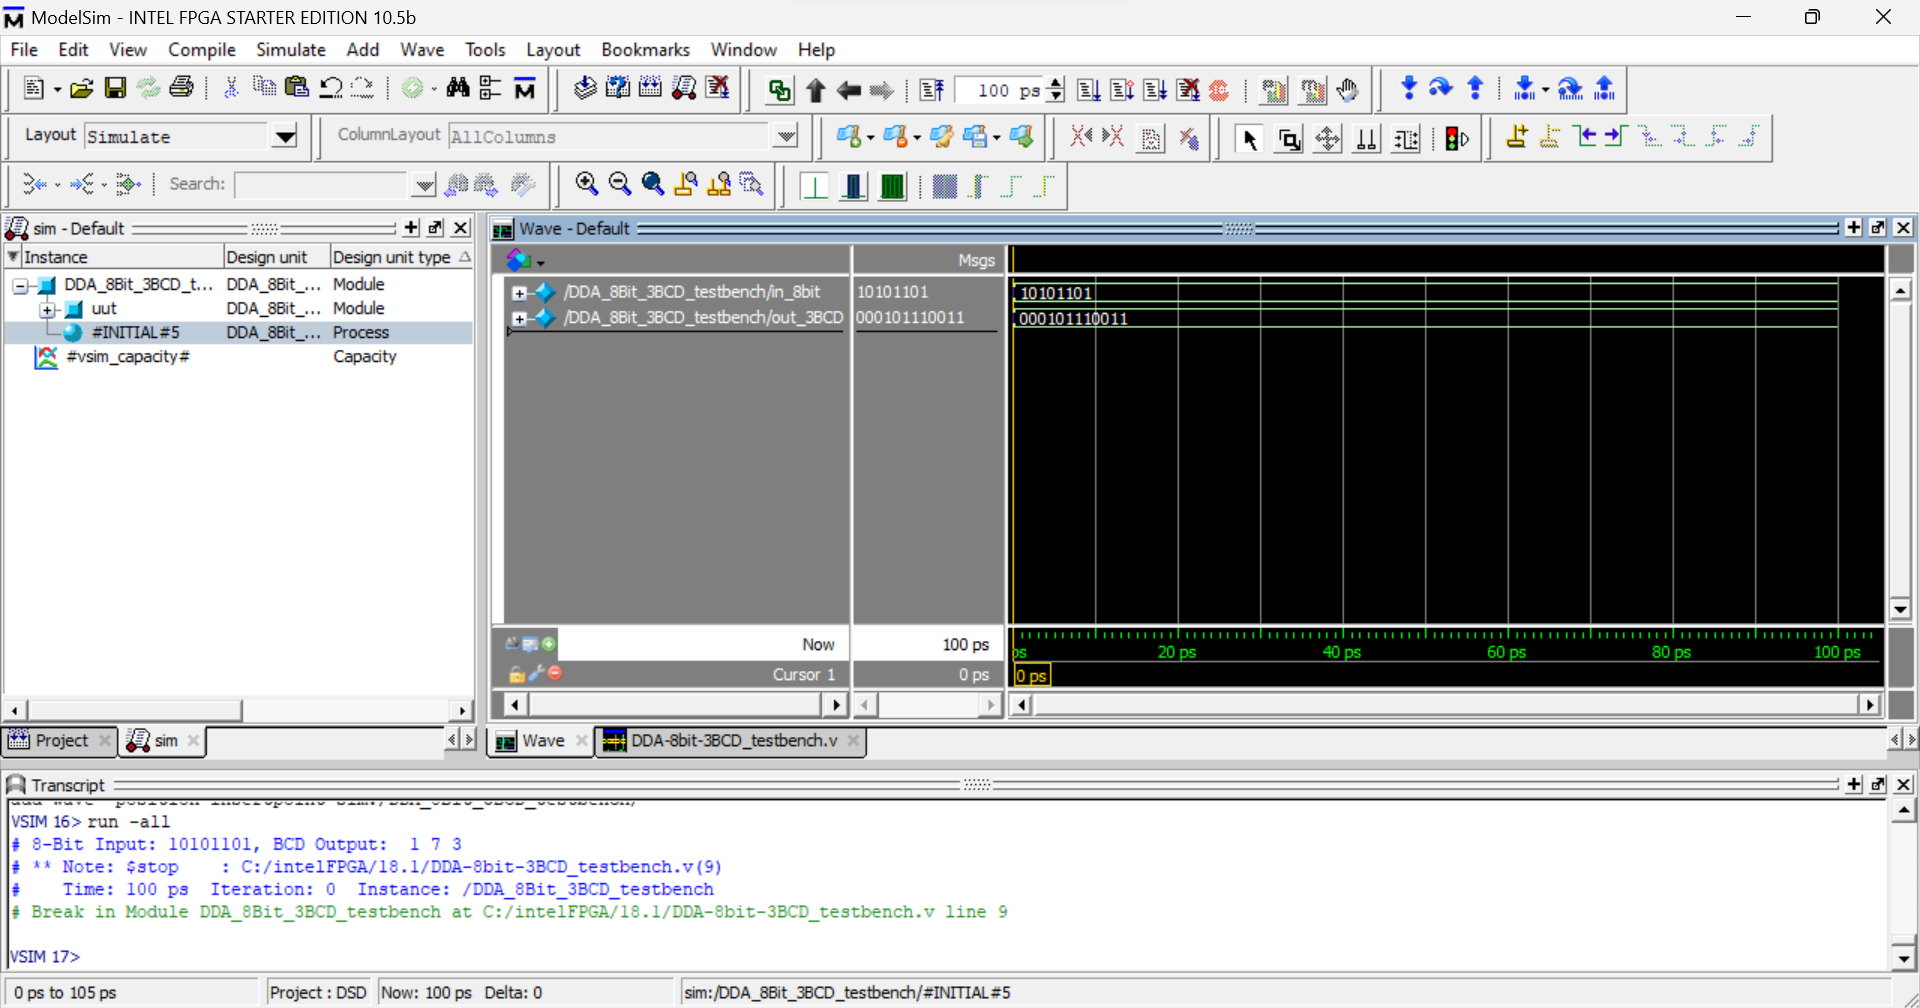 ModelSim - INTEL FPGA STARTER EDITION 10.5b
File Edit View Compile Simulate Add Wave Tools Layout Bookmarks Window Help
100 ps
Layout Simulate
ColumnLayout AllColumns
Search:
sim - Default
Instance Design unit Design unit type
DDA_8Bit_3BCD_t... DDA_8Bit_... Module
uut DDA_8Bit_... Module
#INITIAL#5 DDA_8Bit_... Process
#vsim_capacity# Capacity
Project sim
Wave - Default
Msgs
/DDA_8Bit_3BCD_testbench/in_8bit 10101101 10101101
/DDA_8Bit_3BCD_testbench/out_3BCD 000101110011 000101110011
Now 100 ps
ps 20 ps 40 ps 60 ps 80 ps 100 ps
Cursor 1 0 ps 0 ps
Wave DDA-8bit-3BCD_testbench.v
Transcript
VSIM 16> run -all
# 8-Bit Input: 10101101, BCD Output:  1 7 3
# ** Note: $stop    : C:/intelFPGA/18.1/DDA-8bit-3BCD_testbench.v(9)
#    Time: 100 ps  Iteration: 0  Instance: /DDA_8Bit_3BCD_testbench
# Break in Module DDA_8Bit_3BCD_testbench at C:/intelFPGA/18.1/DDA-8bit-3BCD_testbench.v line 9
VSIM 17>
0 ps to 105 ps Project : DSD Now: 100 ps Delta: 0 sim:/DDA_8Bit_3BCD_testbench/#INITIAL#5